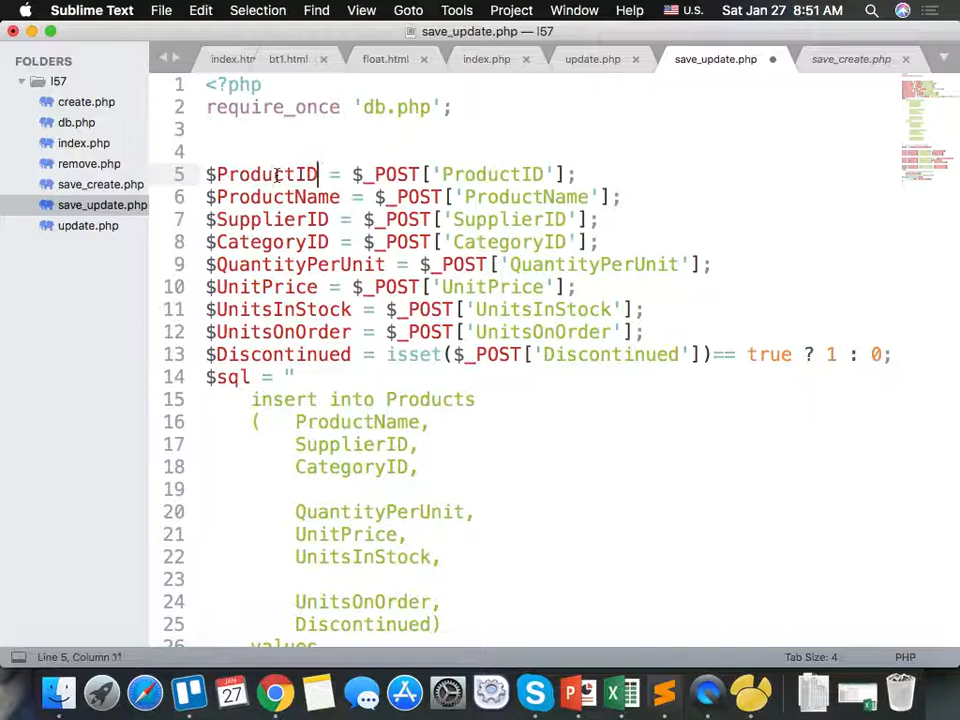 Sublime Text File Edit Selection Find View Goto Tools Project Window Help U.S. Sat Jan 27 8:51 AM
save_update.php — l57
FOLDERS
l57
create.php
db.php
index.php
remove.php
save_create.php
save_update.php
update.php
index.htm bt1.html float.html index.php update.php save_update.php save_create.php
1 <?php
2 require_once 'db.php';
3
4
5 $ProductID = $_POST['ProductID'];
6 $ProductName = $_POST['ProductName'];
7 $SupplierID = $_POST['SupplierID'];
8 $CategoryID = $_POST['CategoryID'];
9 $QuantityPerUnit = $_POST['QuantityPerUnit'];
10 $UnitPrice = $_POST['UnitPrice'];
11 $UnitsInStock = $_POST['UnitsInStock'];
12 $UnitsOnOrder = $_POST['UnitsOnOrder'];
13 $Discontinued = isset($_POST['Discontinued'])== true ? 1 : 0;
14 $sql = "
15 insert into Products
16 ( ProductName,
17 SupplierID,
18 CategoryID,
19
20 QuantityPerUnit,
21 UnitPrice,
22 UnitsInStock,
23
24 UnitsOnOrder,
25 Discontinued)
26 values
Line 5, Column 11 Tab Size: 4 PHP
27